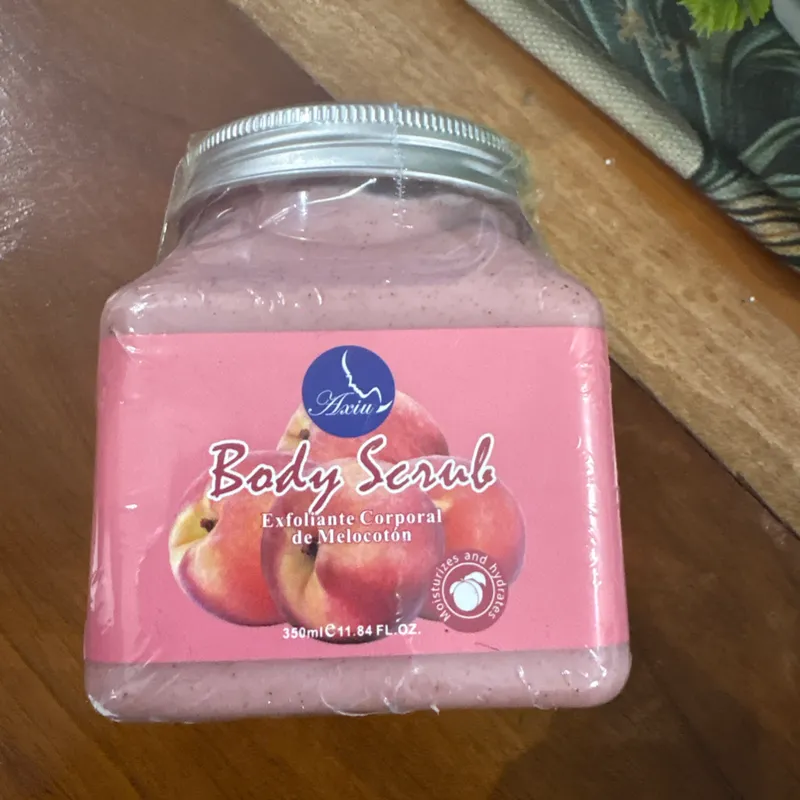 Axiu
Body Scrub
Exfoliante Corporal
de Melocotón
Moisturizes and hydrates
350ml℮11.84 FL.OZ.